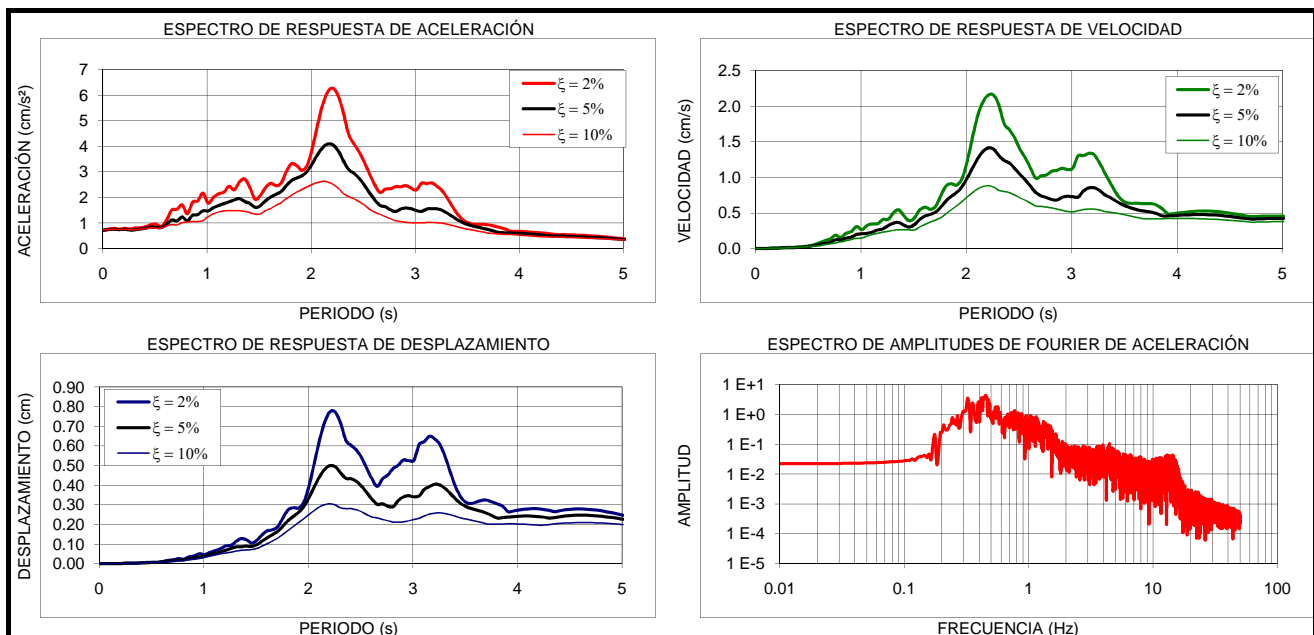 ESPECTRO DE RESPUESTA DE ACELERACIÓN
ACELERACIÓN (cm/s²)
7
6
5
4
3
2
1
0
ξ = 2%
ξ = 5%
ξ = 10%
0 1 2 3 4 5
PERIODO (s)
ESPECTRO DE RESPUESTA DE VELOCIDAD
VELOCIDAD (cm/s)
2.5
2.0
1.5
1.0
0.5
0.0
ξ = 2%
ξ = 5%
ξ = 10%
0 1 2 3 4 5
PERIODO (s)
ESPECTRO DE RESPUESTA DE DESPLAZAMIENTO
DESPLAZAMIENTO (cm)
0.90
0.80
0.70
0.60
0.50
0.40
0.30
0.20
0.10
0.00
ξ = 2%
ξ = 5%
ξ = 10%
0 1 2 3 4 5
PERIODO (s)
ESPECTRO DE AMPLITUDES DE FOURIER DE ACELERACIÓN
AMPLITUD
1 E+1
1 E+0
1 E-1
1 E-2
1 E-3
1 E-4
1 E-5
0.01 0.1 1 10 100
FRECUENCIA (Hz)